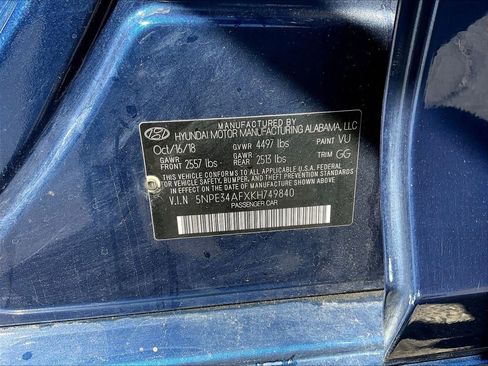 MANUFACTURED BY
HYUNDAI MOTOR MANUFACTURING ALABAMA, LLC
Oct/16/18 GVWR 4497 lbs PAINT VU
GAWR FRONT 2557 lbs GAWR REAR 2513 lbs TRIM GG
THIS VEHICLE CONFORMS TO ALL APPLICABLE U.S.A. FEDERAL
MOTOR VEHICLE SAFETY, BUMPER, AND THEFT PREVENTION
STANDARDS IN EFFECT ON THE DATE OF MANUFACTURE SHOWN ABOVE.
V.I.N 5NPE34AFXKH749840
PASSENGER CAR